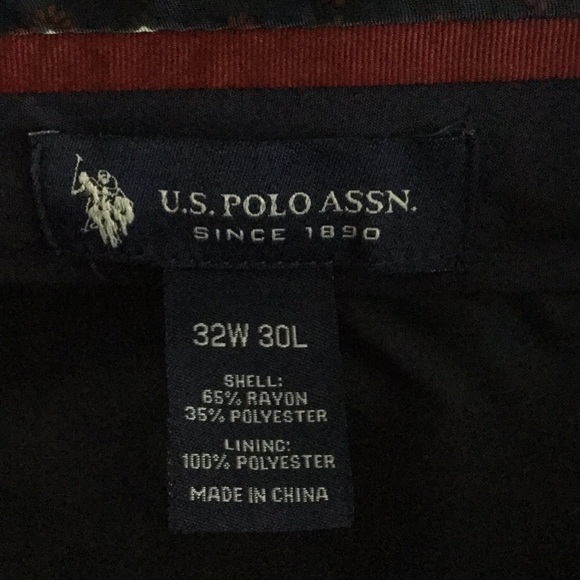 U.S. POLO ASSN.
SINCE 1890
32W 30L
SHELL:
65% RAYON
35% POLYESTER
LINING:
100% POLYESTER
MADE IN CHINA